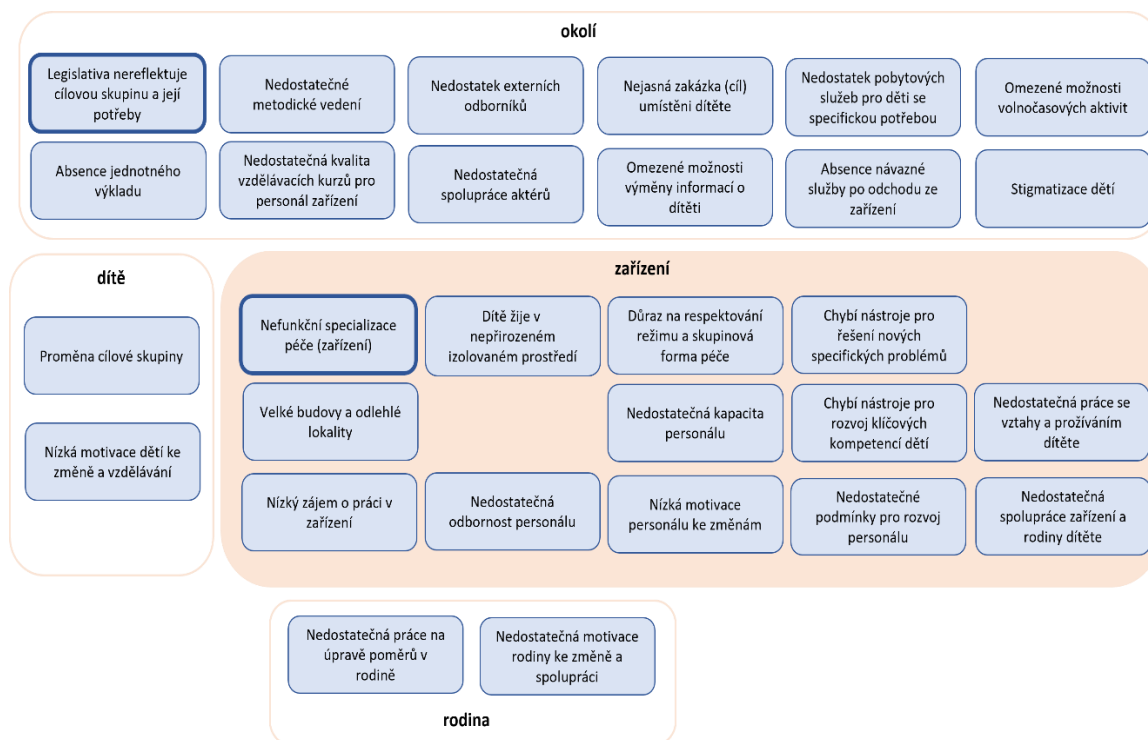 okolí
Legislativa nereflektuje
cílovou skupinu a její
potřeby
Nedostatečné
metodické vedení
Nedostatek externích
odborníků
Nejasná zakázka (cíl)
umístěni dítěte
Nedostatek pobytových
služeb pro děti se
specifickou potřebou
Omezené možnosti
volnočasových aktivit
Absence jednotného
výkladu
Nedostatečná kvalita
vzdělávacích kurzů pro
personál zařízení
Nedostatečná
spolupráce aktérů
Omezené možnosti
výměny informací o
dítěti
Absence návazné
služby po odchodu ze
zařízení
Stigmatizace dětí
dítě
Proměna cílové skupiny
Nízká motivace dětí ke
změně a vzdělávání
zařízení
Nefunkční specializace
péče (zařízení)
Dítě žije v
nepřirozeném
izolovaném prostředí
Důraz na respektování
režimu a skupinová
forma péče
Chybí nástroje pro
řešení nových
specifických problémů
Velké budovy a odlehlé
lokality
Nedostatečná kapacita
personálu
Chybí nástroje pro
rozvoj klíčových
kompetencí dětí
Nedostatečná práce se
vztahy a prožíváním
dítěte
Nízký zájem o práci v
zařízení
Nedostatečná
odbornost personálu
Nízká motivace
personálu ke změnám
Nedostatečné
podmínky pro rozvoj
personálu
Nedostatečná
spolupráce zařízení a
rodiny dítěte
Nedostatečná práce na
úpravě poměrů v
rodině
Nedostatečná motivace
rodiny ke změně a
spolupráci
rodina